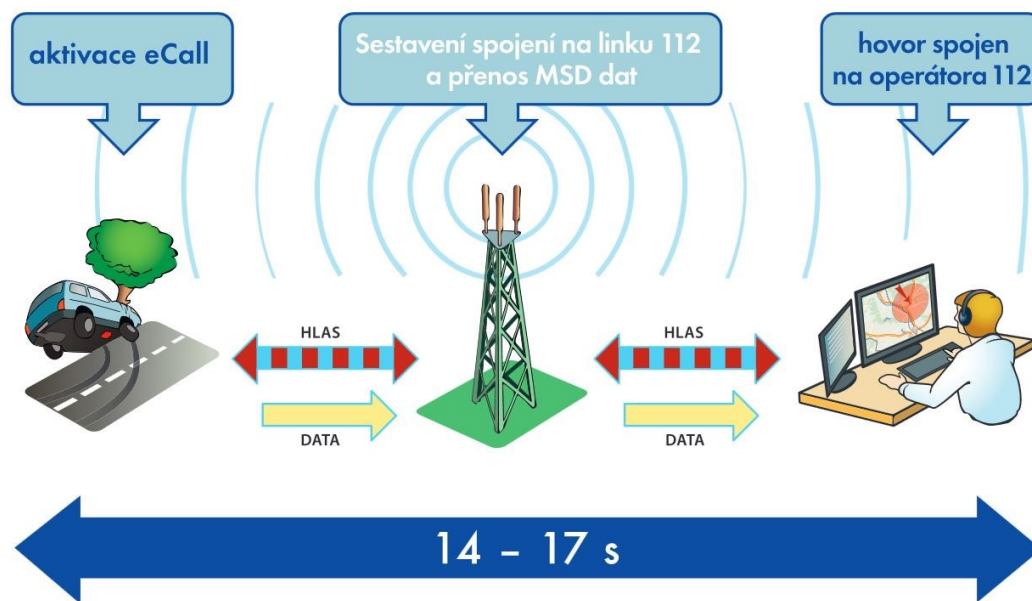 aktivace eCall
Sestavení spojení na linku 112
a přenos MSD dat
hovor spojen
na operátora 112
HLAS
DATA
HLAS
DATA
14 – 17 s